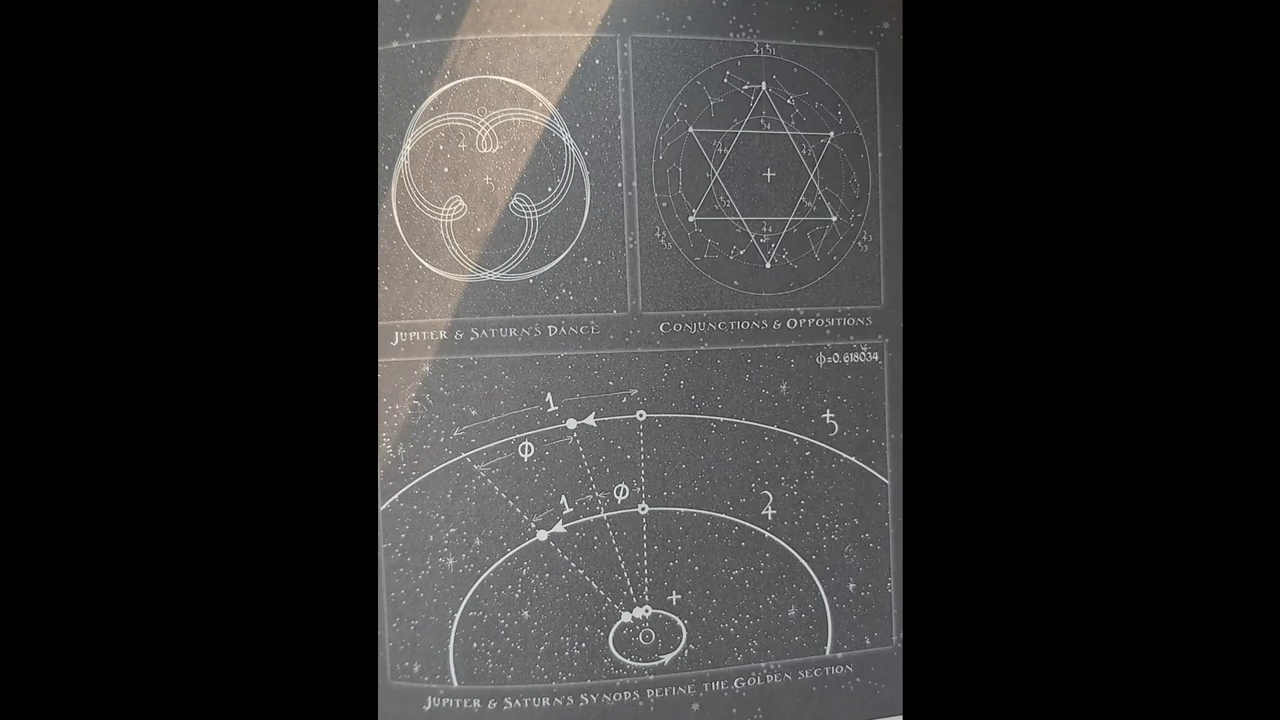 JUPITER & SATURN'S DANCE
CONJUNCTIONS & OPPOSITIONS
ϕ=0.618034
1
ϕ
1
ϕ
JUPITER & SATURN'S SYNODS DEFINE THE GOLDEN SECTION